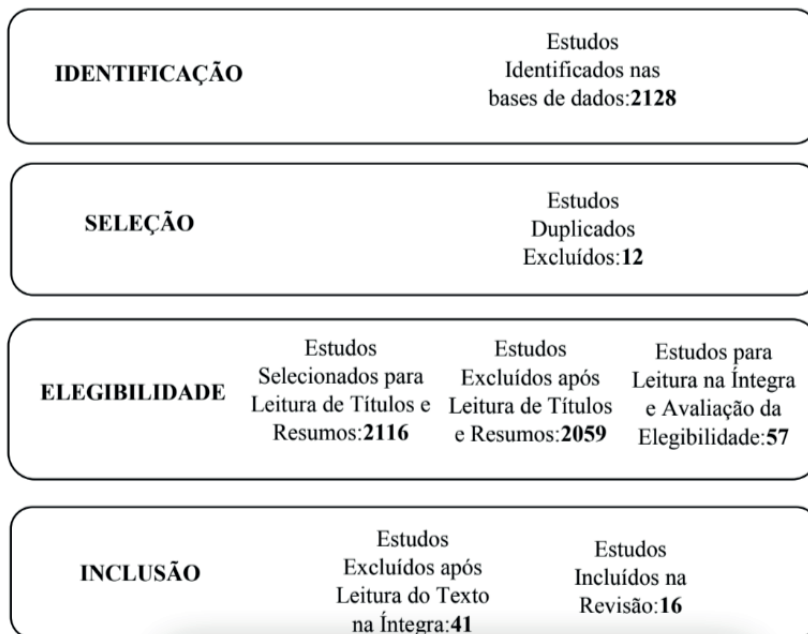 IDENTIFICAÇÃO
Estudos
Identificados nas
bases de dados:2128
SELEÇÃO
Estudos
Duplicados
Excluídos:12
ELEGIBILIDADE
Estudos
Selecionados para
Leitura de Títulos e
Resumos:2116
Estudos
Excluídos após
Leitura de Títulos
e Resumos:2059
Estudos para
Leitura na Íntegra
e Avaliação da
Elegibilidade:57
INCLUSÃO
Estudos
Excluídos após
Leitura do Texto
na Íntegra:41
Estudos
Incluídos na
Revisão:16